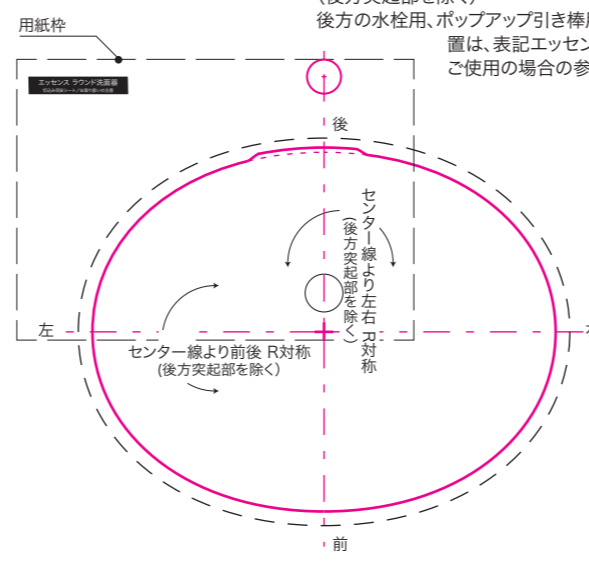 (後方突起部を除く)
後方の水栓用、ポップアップ引き棒
置は、表記エッセン
ご使用の場合の参
用紙枠
エッセンス ラウンド洗面器
後
センター線より左右 R対称
(後方突起部を除く)
左
センター線より前後 R対称
(後方突起部を除く)
前